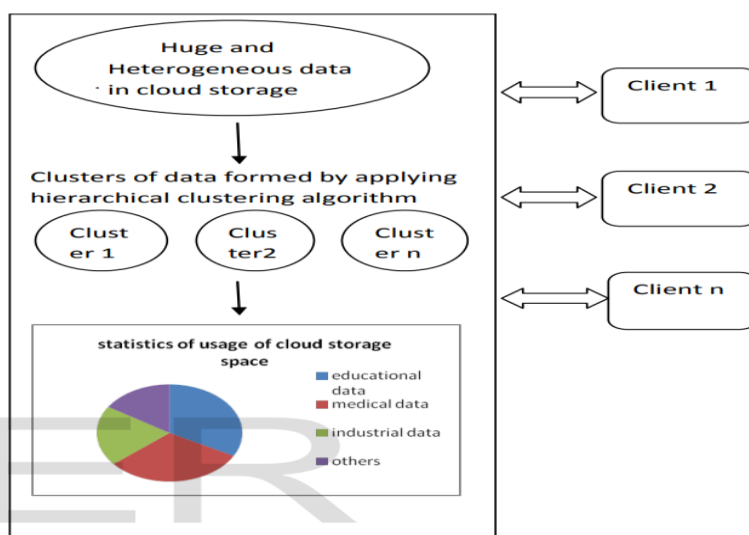 Huge and
Heterogeneous data
in cloud storage
Client 1
Clusters of data formed by applying
hierarchical clustering algorithm
Client 2
Clust
er 1
Clus
ter2
Clust
er n
Client n
statistics of usage of cloud storage
space
educational
data
medical data
industrial data
others
ER